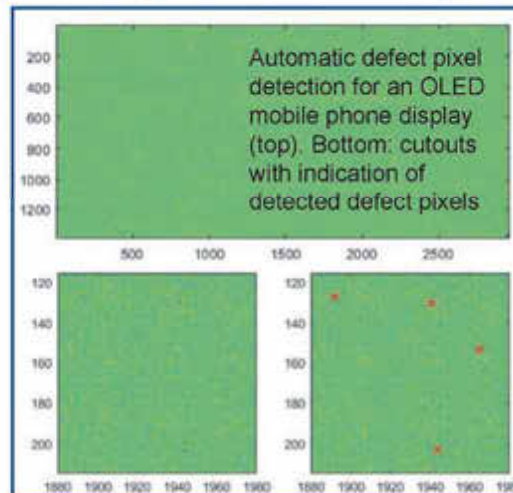 200
400
600
800
1000
1200
Automatic defect pixel
detection for an OLED
mobile phone display
(top). Bottom: cutouts
with indication of
detected defect pixels
500 1000 1500 2000 2500
120
140
160
180
200
1880 1900 1920 1940 1960 1980
120
140
160
180
200
1880 1900 1920 1940 1960